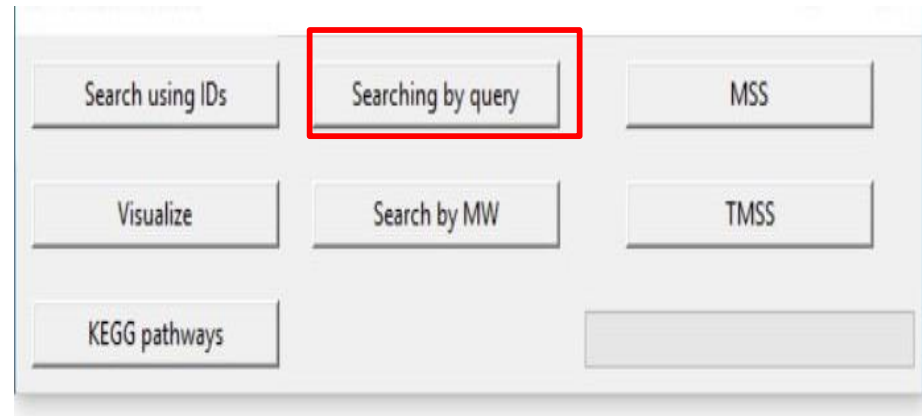 Search using IDs
Searching by query
MSS
Visualize
Search by MW
TMSS
KEGG pathways